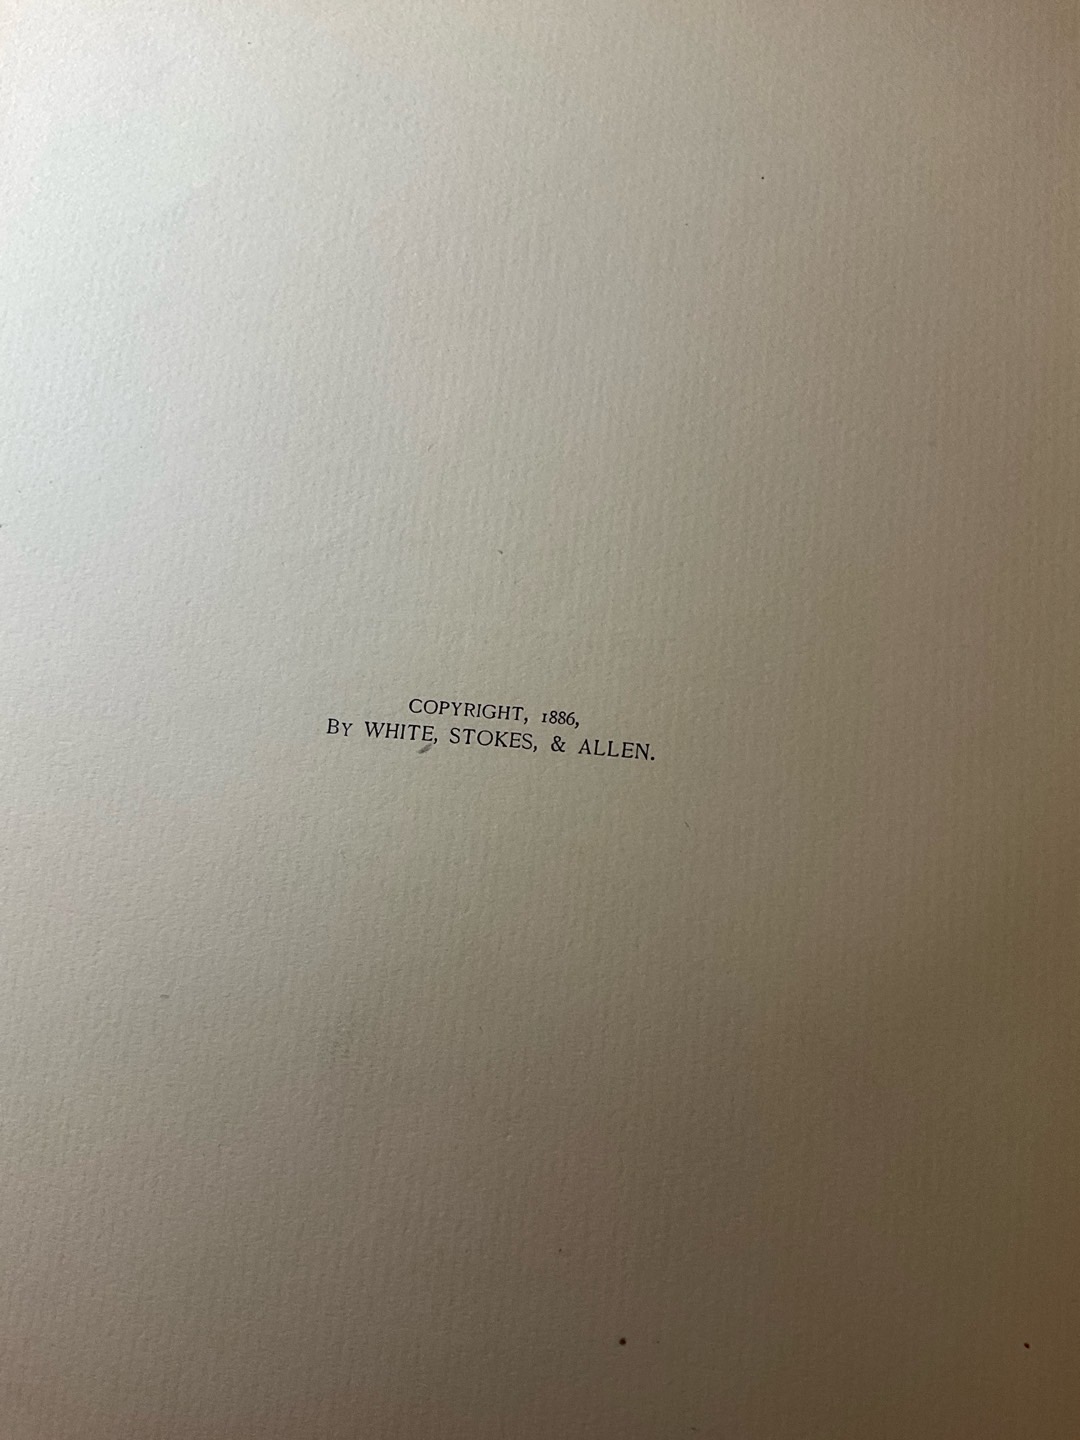 COPYRIGHT, 1886,
By WHITE, STOKES, & ALLEN.